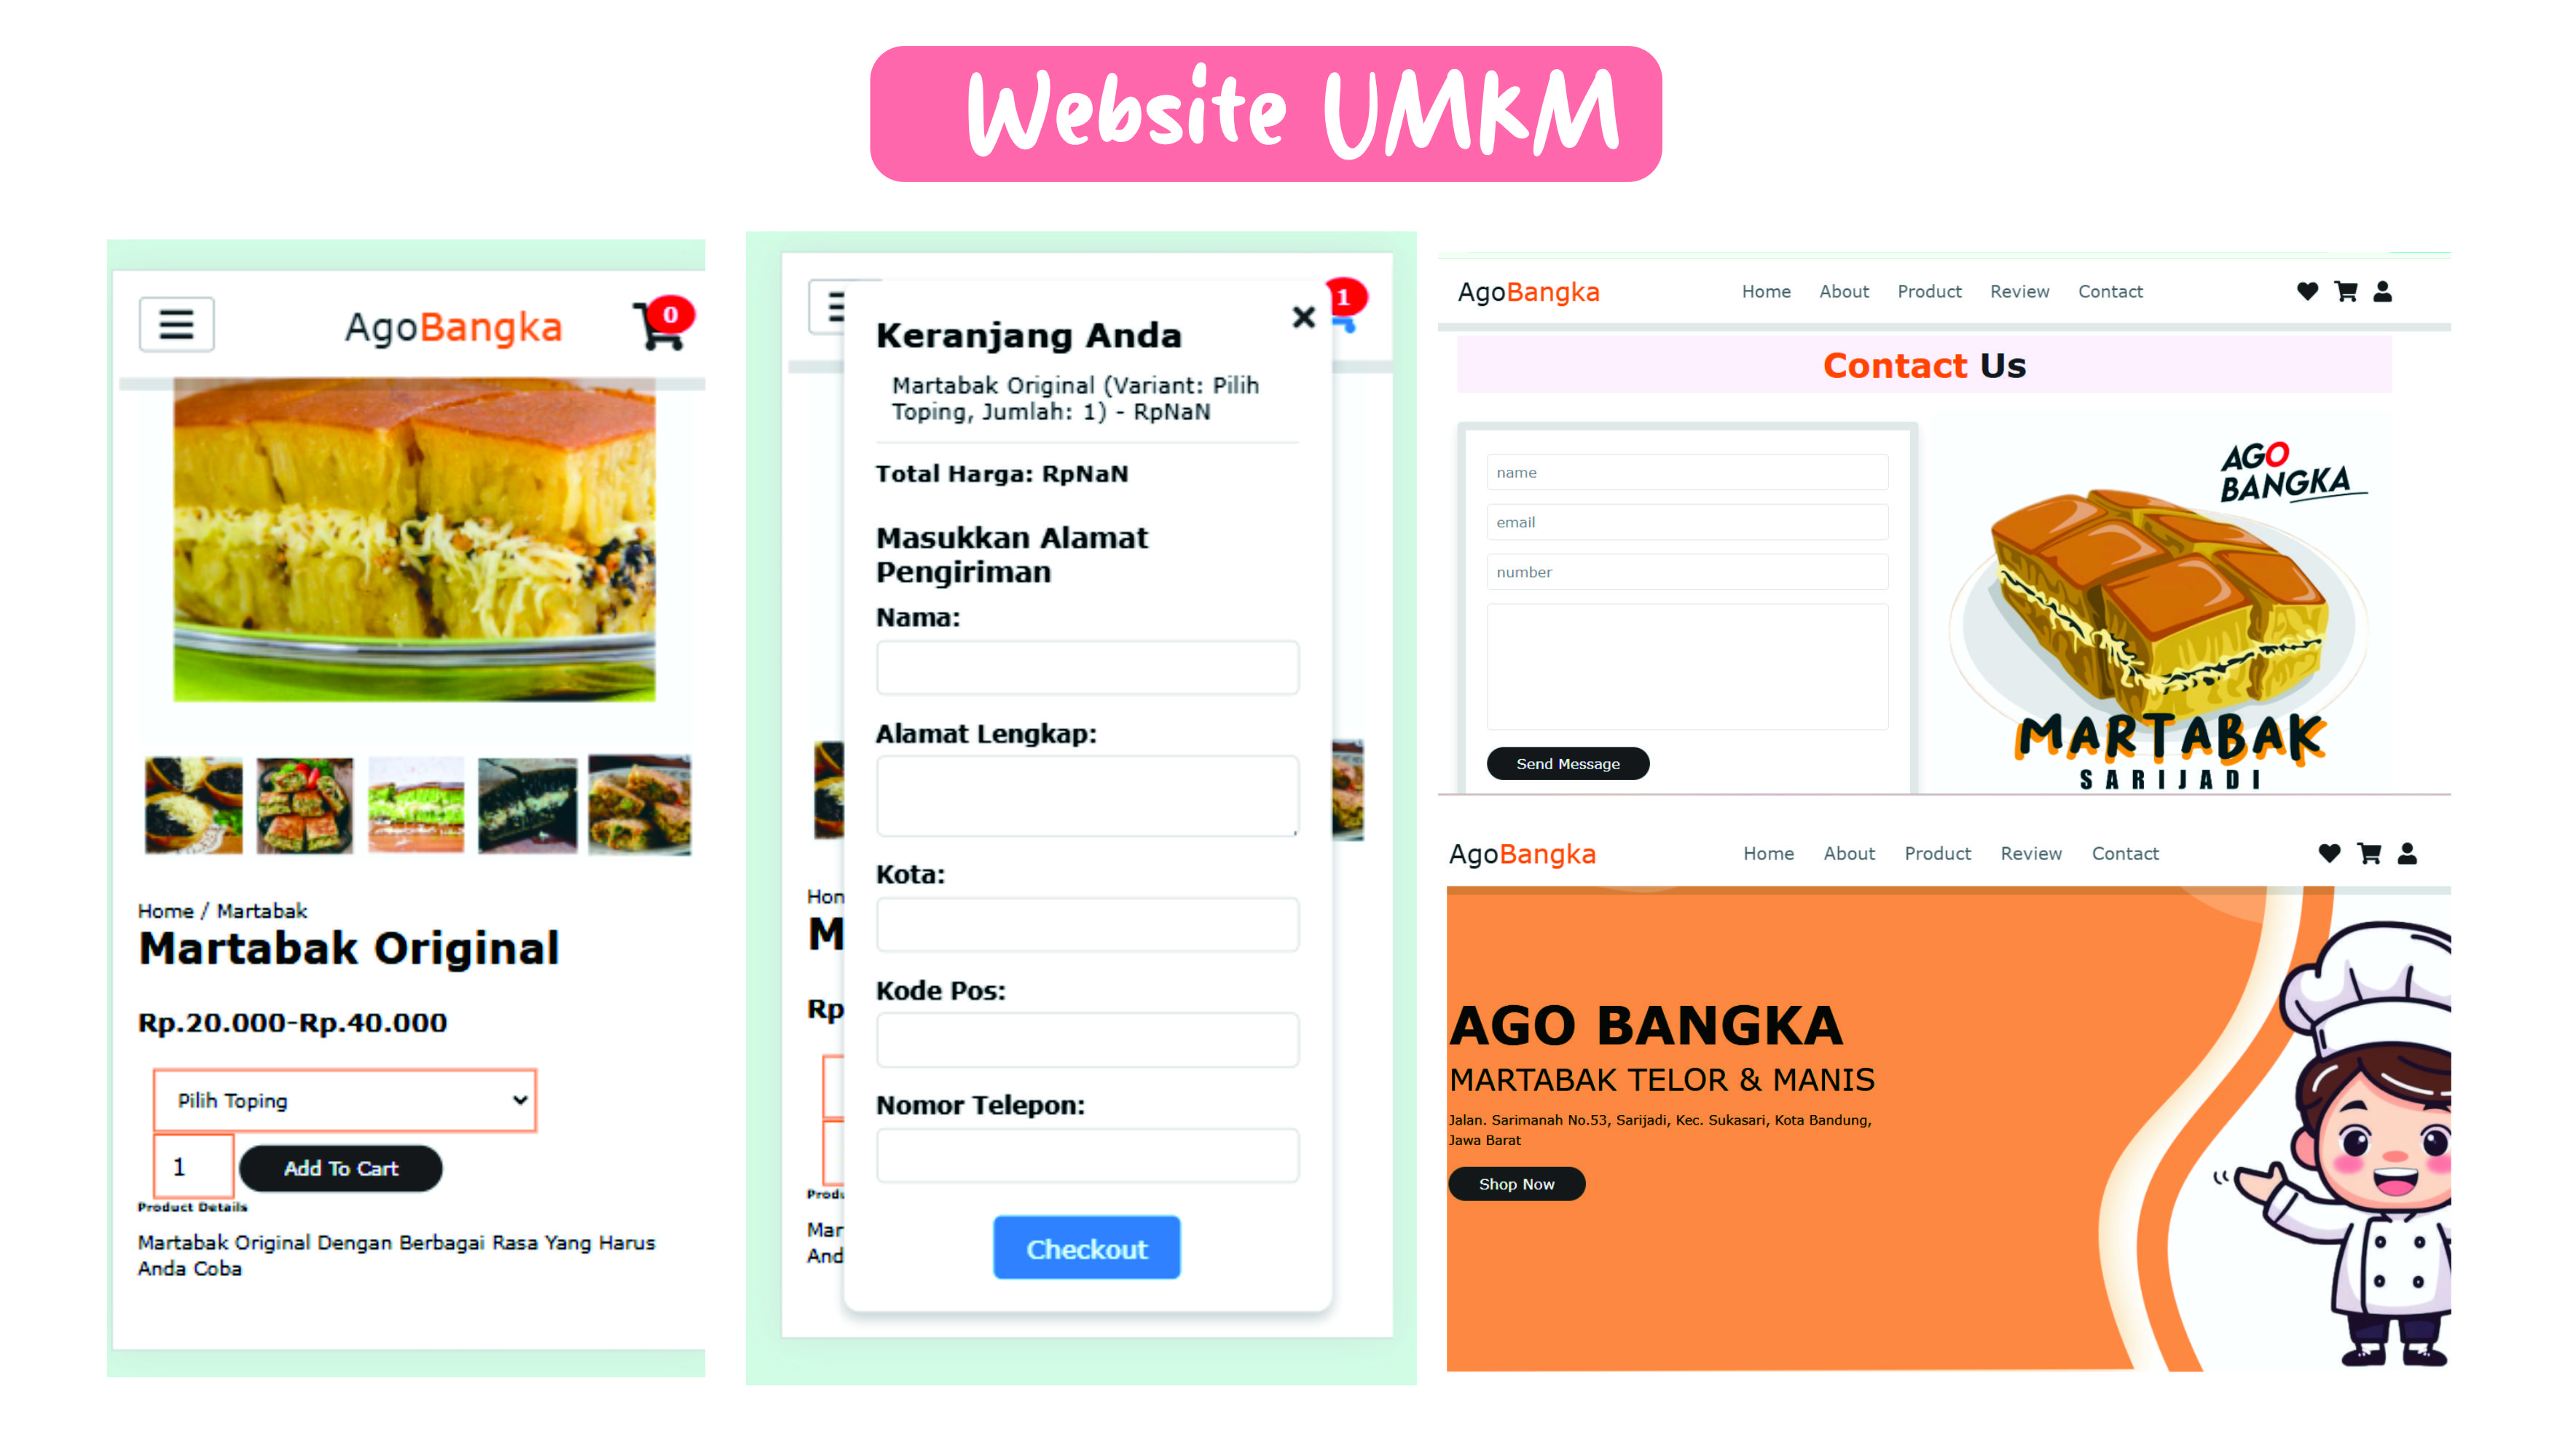 Website UMKM
AgoBangka
0
Home / Martabak
Martabak Original
Rp.20.000-Rp.40.000
Pilih Toping
1
Add To Cart
Product Details
Martabak Original Dengan Berbagai Rasa Yang Harus
Anda Coba
1
Keranjang Anda
Martabak Original (Variant: Pilih
Toping, Jumlah: 1) - RpNaN
Total Harga: RpNaN
Masukkan Alamat
Pengiriman
Nama:
Alamat Lengkap:
Kota:
Kode Pos:
Nomor Telepon:
Checkout
Hon
M
Rp
Produ
Mar
And
AgoBangka
Home About Product Review Contact
Contact Us
name
email
number
Send Message
AGO
BANGKA
MARTABAK
SARIJADI
AgoBangka
Home About Product Review Contact
AGO BANGKA
MARTABAK TELOR & MANIS
Jalan. Sarimanah No.53, Sarijadi, Kec. Sukasari, Kota Bandung,
Jawa Barat
Shop Now